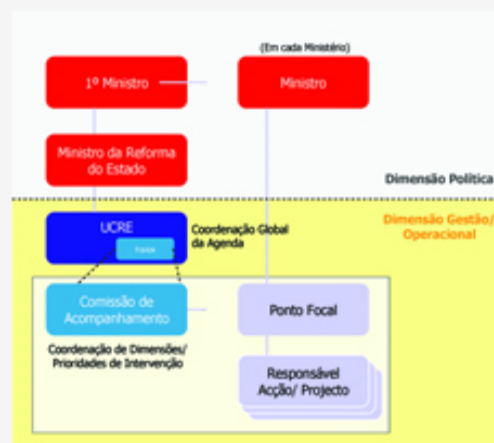 (Em cada Ministério)
1º Ministro
Ministro
Ministro da Reforma
do Estado
Dimensão Política
UCRE
Coordenação Global
da Agenda
Dimensão Gestão/
Operacional
Comissão de
Acompanhamento
Ponto Focal
Coordenação de Dimensões/
Prioridades de Intervenção
Responsável
Acção/ Projecto